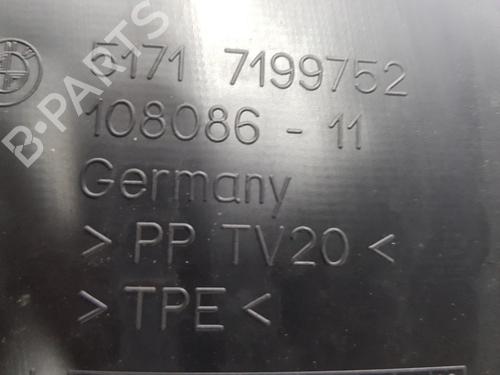 5171 7199752
108086 - 11
Germany
> PP TV20 <
> TPE <
B-PARTS